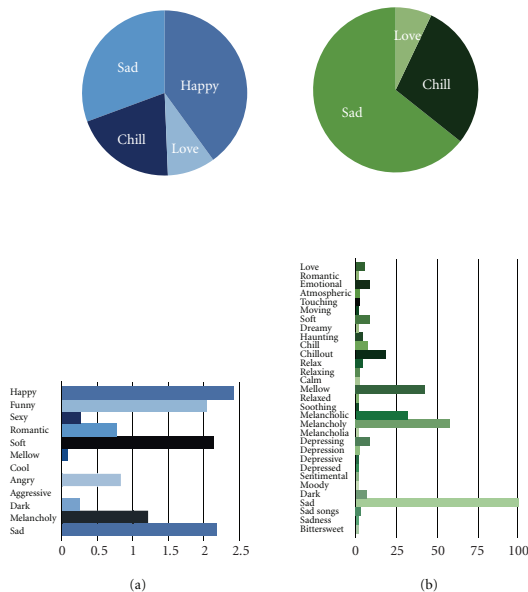 Sad
Happy
Chill
Love
Love
Chill
Sad
Happy
Funny
Sexy
Romantic
Soft
Mellow
Cool
Angry
Aggressive
Dark
Melancholy
Sad
0 0.5 1 1.5 2 2.5
(a)
Love
Romantic
Emotional
Atmospheric
Touching
Moving
Soft
Dreamy
Haunting
Chill
Chillout
Relax
Relaxing
Calm
Mellow
Relaxed
Soothing
Melancholic
Melancholy
Melancholia
Depressing
Depression
Depressive
Depressed
Sentimental
Moody
Dark
Sad
Sad songs
Sadness
Bittersweet
0 25 50 75 100
(b)